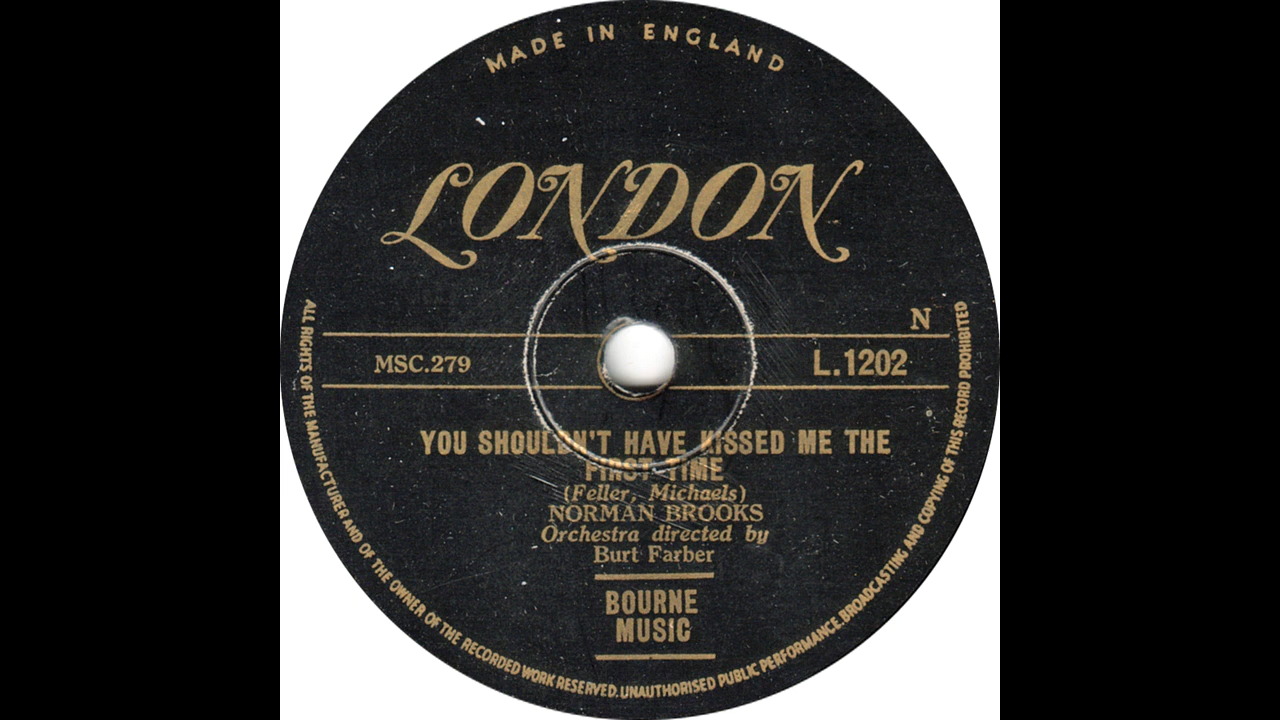 MADE IN ENGLAND
LONDON
N
MSC.279
L.1202
YOU SHOULDN'T HAVE KISSED ME THE
FIRST TIME
(Feller, Michaels)
NORMAN BROOKS
Orchestra directed by
Burt Farber
BOURNE
MUSIC
ALL RIGHTS OF THE MANUFACTURER AND OF THE OWNER OF THE RECORDED WORK RESERVED. UNAUTHORISED PUBLIC PERFORMANCE. BROADCASTING AND COPYING OF THIS RECORD PROHIBITED